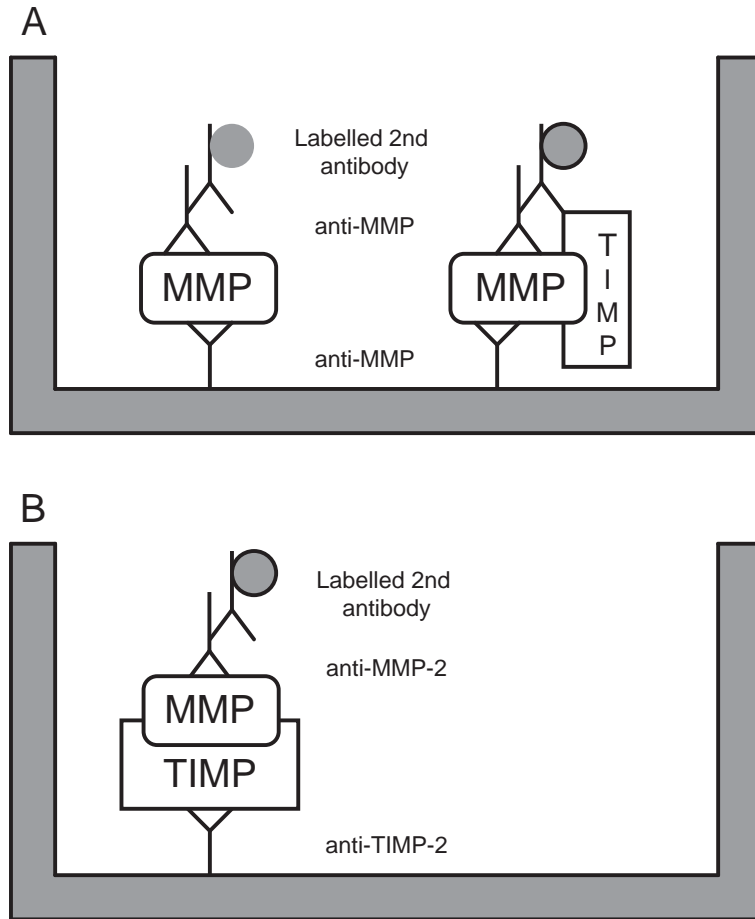 A
Labelled 2nd
antibody
anti-MMP
MMP
MMP
T
I
M
P
anti-MMP
B
Labelled 2nd
antibody
anti-MMP-2
MMP
TIMP
anti-TIMP-2